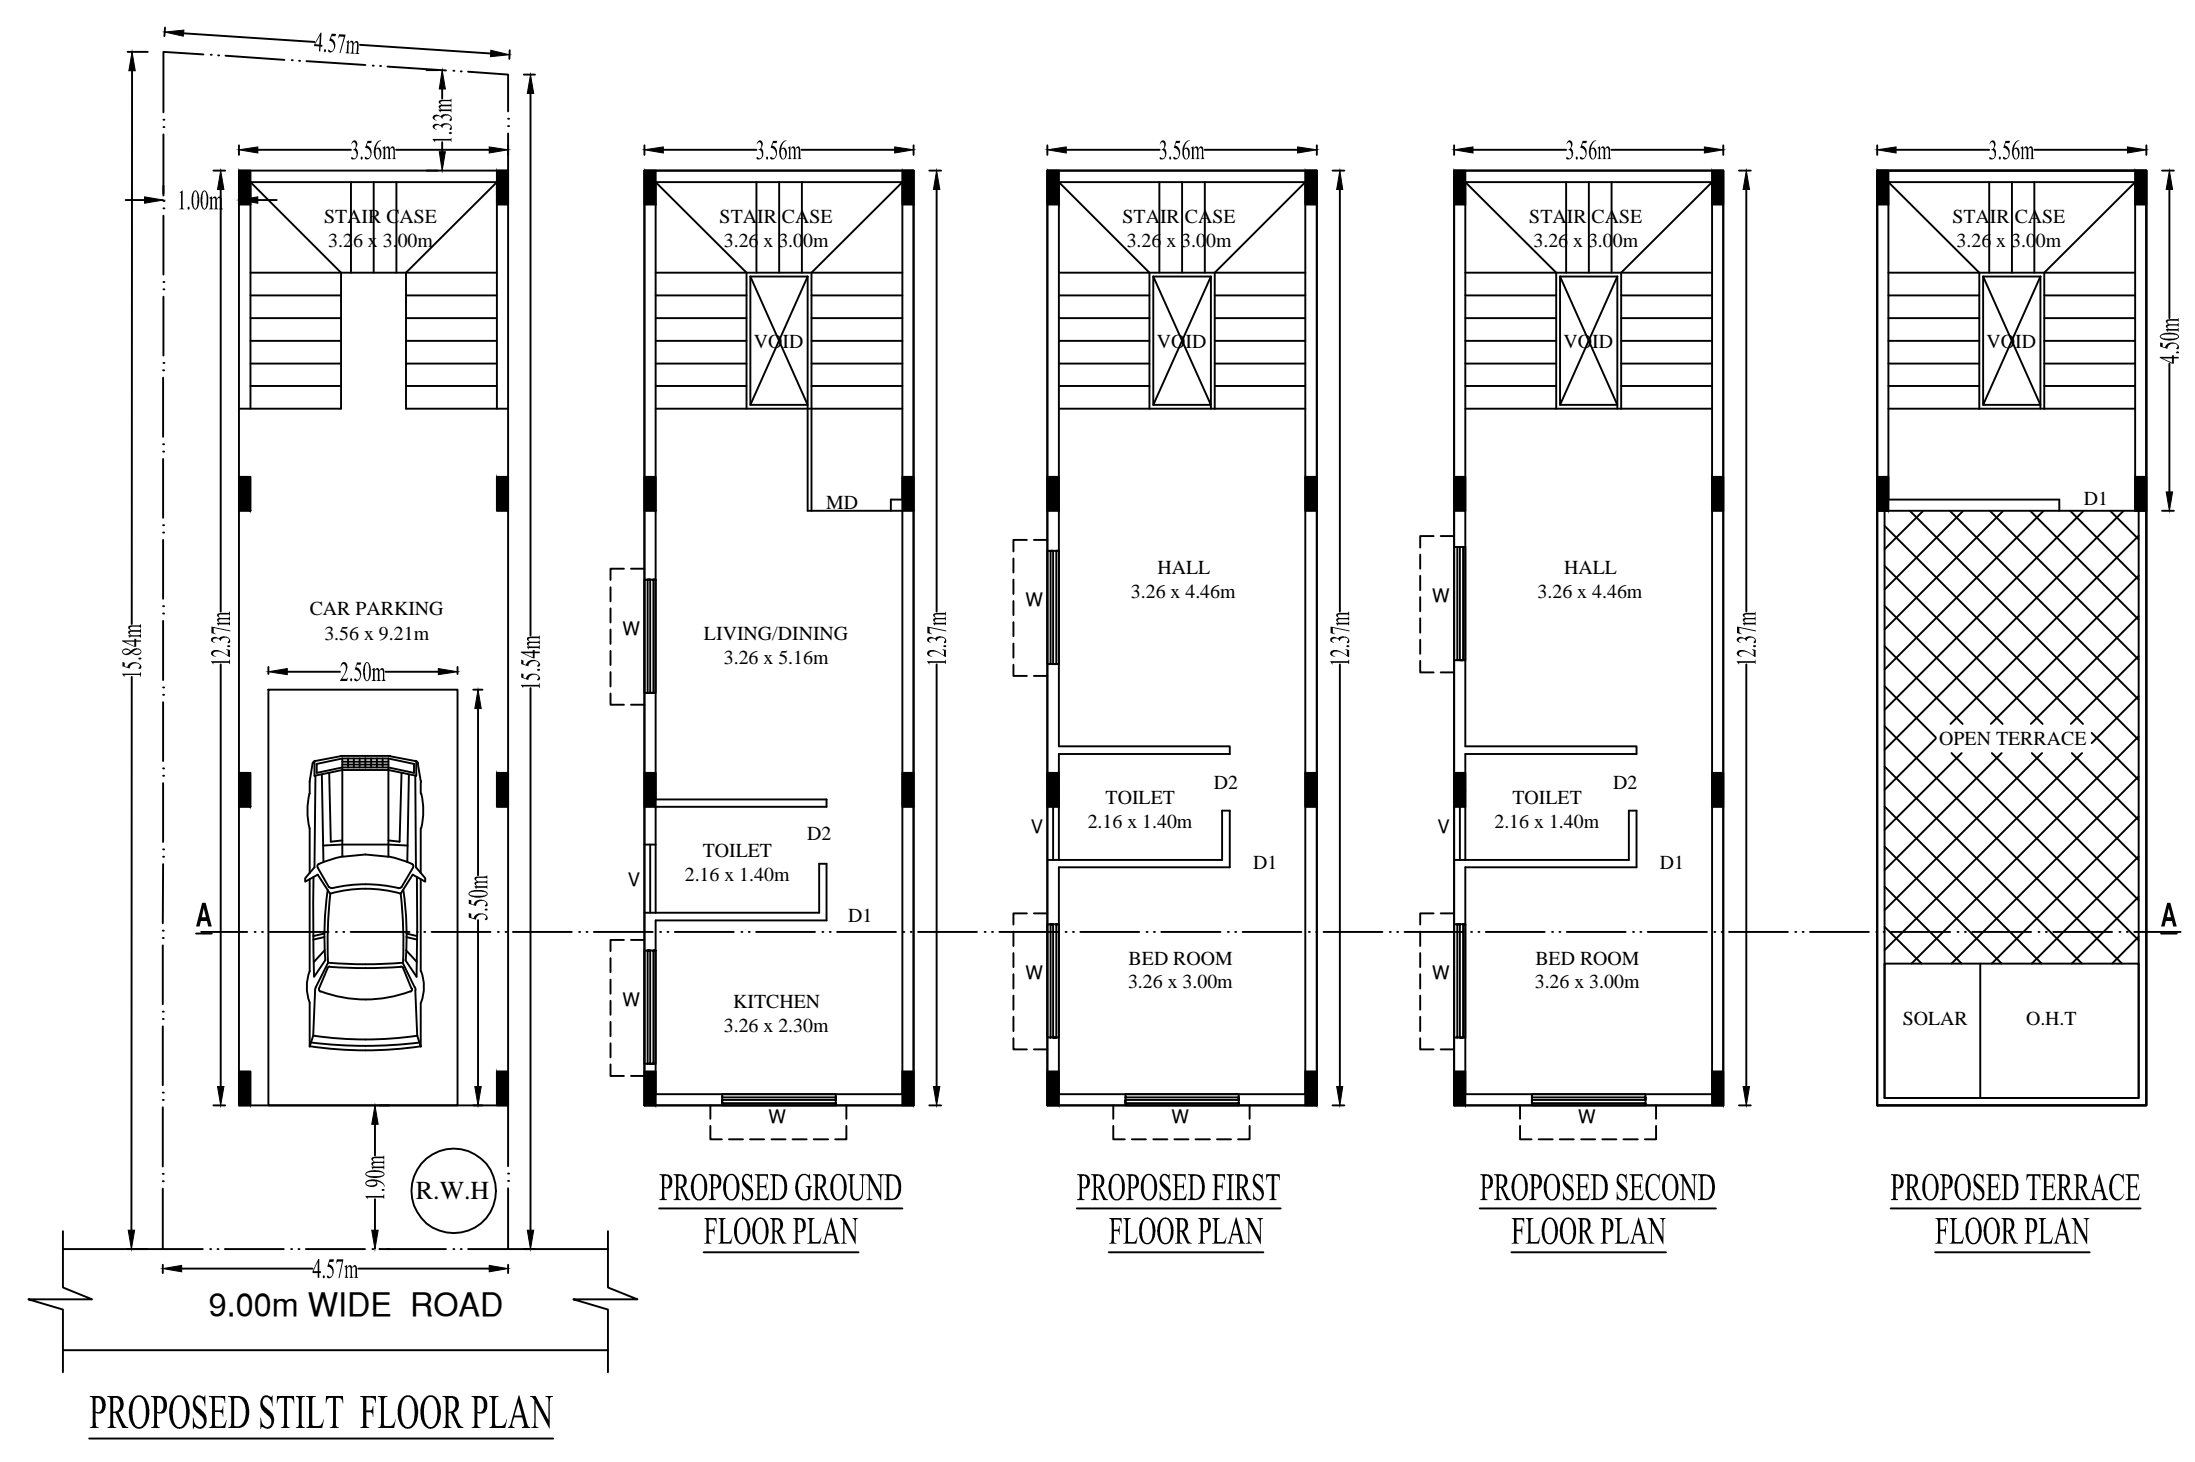 4.57m
1.33m
3.56m
1.00m
STAIR CASE
3.26 x 3.00m
15.84m
12.37m
15.54m
CAR PARKING
3.56 x 9.21m
2.50m
5.50m
A
1.90m
R.W.H
4.57m
9.00m WIDE ROAD
PROPOSED STILT FLOOR PLAN
3.56m
STAIR CASE
3.26 x 3.00m
VOID
MD
W
LIVING/DINING
3.26 x 5.16m
12.37m
D2
TOILET
2.16 x 1.40m
V
D1
W
KITCHEN
3.26 x 2.30m
W
PROPOSED GROUND
FLOOR PLAN
3.56m
STAIR CASE
3.26 x 3.00m
VOID
HALL
3.26 x 4.46m
W
12.37m
D2
TOILET
2.16 x 1.40m
V
D1
BED ROOM
3.26 x 3.00m
W
W
PROPOSED FIRST
FLOOR PLAN
3.56m
STAIR CASE
3.26 x 3.00m
VOID
HALL
3.26 x 4.46m
W
12.37m
D2
TOILET
2.16 x 1.40m
V
D1
BED ROOM
3.26 x 3.00m
W
W
PROPOSED SECOND
FLOOR PLAN
3.56m
STAIR CASE
3.26 x 3.00m
VOID
4.50m
D1
OPEN TERRACE
A
SOLAR
O.H.T
PROPOSED TERRACE
FLOOR PLAN